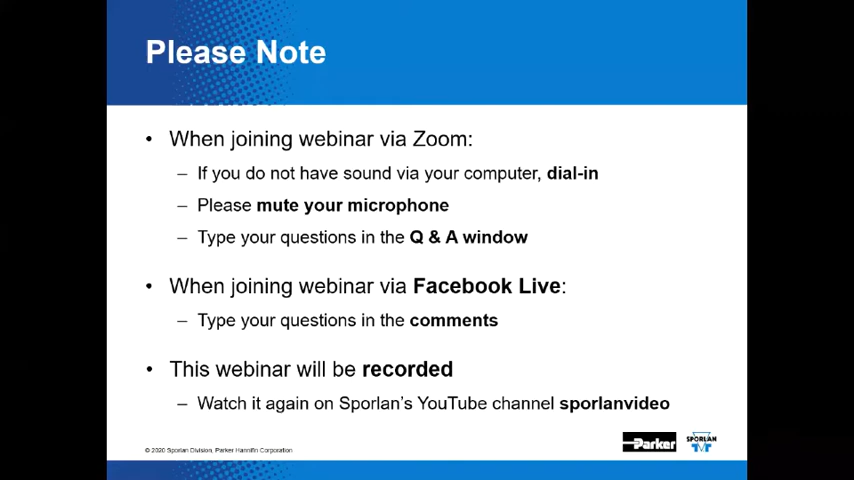 Please Note
• When joining webinar via Zoom:
– If you do not have sound via your computer, dial-in
– Please mute your microphone
– Type your questions in the Q & A window
• When joining webinar via Facebook Live:
– Type your questions in the comments
• This webinar will be recorded
– Watch it again on Sporlan's YouTube channel sporlanvideo
© 2020 Sporlan Division, Parker Hannifin Corporation
Parker
SPORLAN